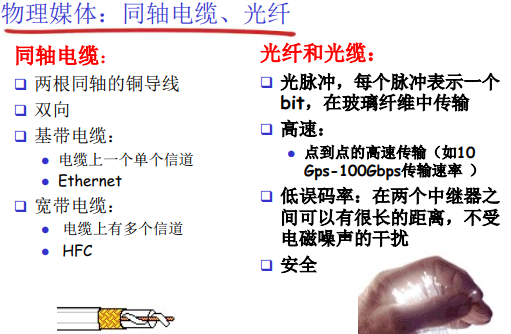 物理媒体：同轴电缆、光纤
同轴电缆：
两根同轴的铜导线
双向
基带电缆：
电缆上一个单个信道
Ethernet
宽带电缆：
电缆上有多个信道
HFC
光纤和光缆：
光脉冲，每个脉冲表示一个
bit，在玻璃纤维中传输
高速：
点到点的高速传输（如10
Gps-100Gbps传输速率 ）
低误码率：在两个中继器之
间可以有很长的距离，不受
电磁噪声的干扰
安全